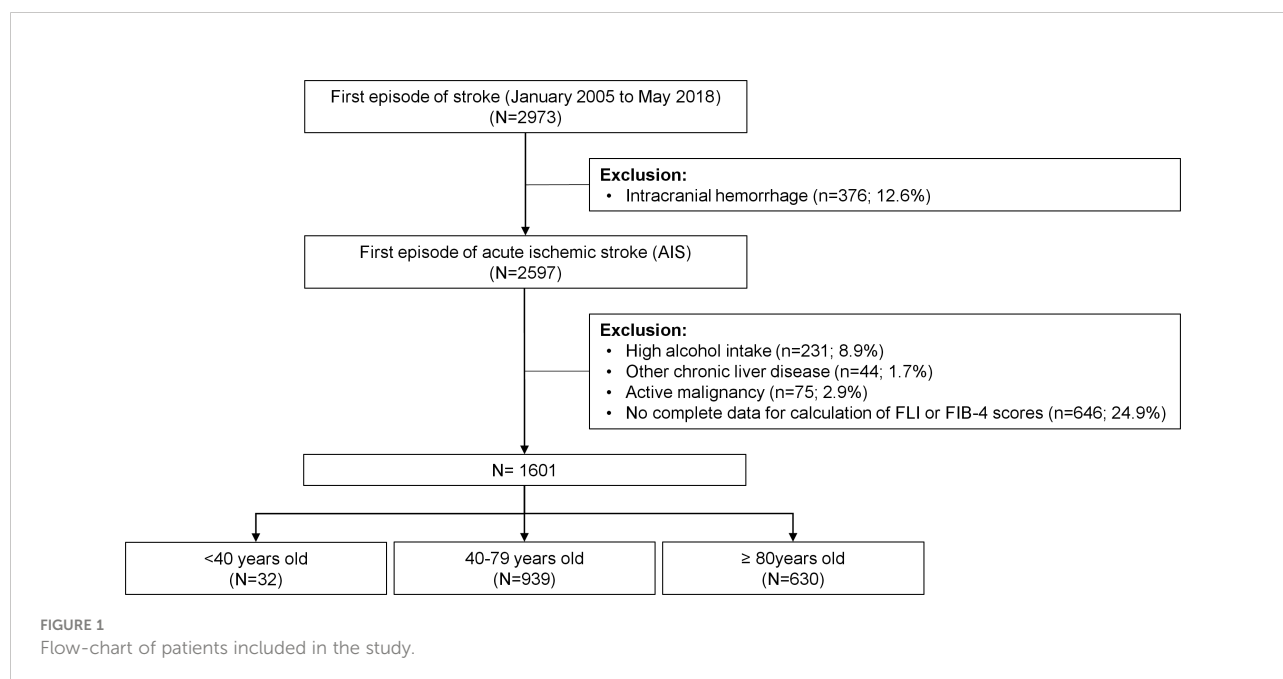 First episode of stroke (January 2005 to May 2018)
(N=2973)
Exclusion:
• Intracranial hemorrhage (n=376; 12.6%)
First episode of acute ischemic stroke (AIS)
(N=2597)
Exclusion:
• High alcohol intake (n=231; 8.9%)
• Other chronic liver disease (n=44; 1.7%)
• Active malignancy (n=75; 2.9%)
• No complete data for calculation of FLI or FIB-4 scores (n=646; 24.9%)
N= 1601
<40 years old
(N=32)
40-79 years old
(N=939)
≥ 80years old
(N=630)
FIGURE 1
Flow-chart of patients included in the study.